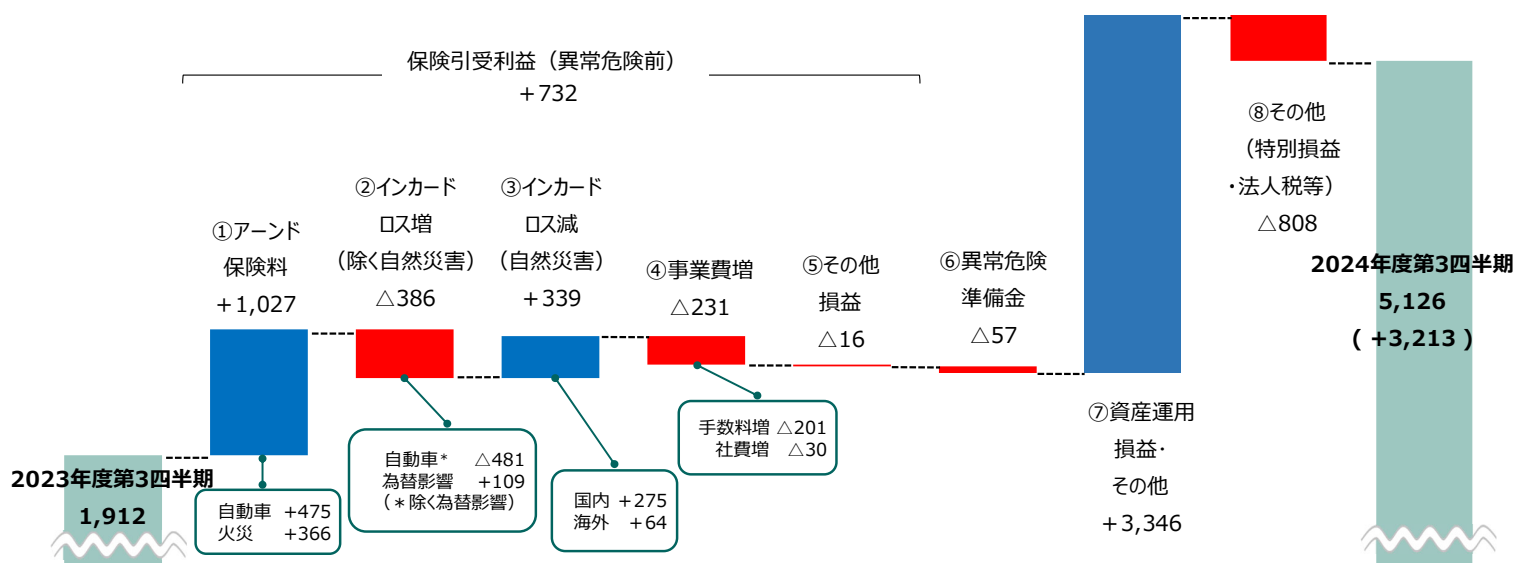 保険引受利益（異常危険前）
＋732
①アーンド
保険料
＋1,027
②インカード
ロス増
（除く自然災害）
△386
③インカード
ロス減
（自然災害）
＋339
④事業費増
△231
⑤その他
損益
△16
⑥異常危険
準備金
△57
⑦資産運用
損益・
その他
＋3,346
⑧その他
（特別損益
・法人税等）
△808
2023年度第3四半期
1,912
2024年度第3四半期
5,126
( +3,213 )
自動車 +475
火災 +366
自動車* △481
為替影響 +109
（＊除く為替影響）
国内 +275
海外 +64
手数料増 △201
社費増 △30